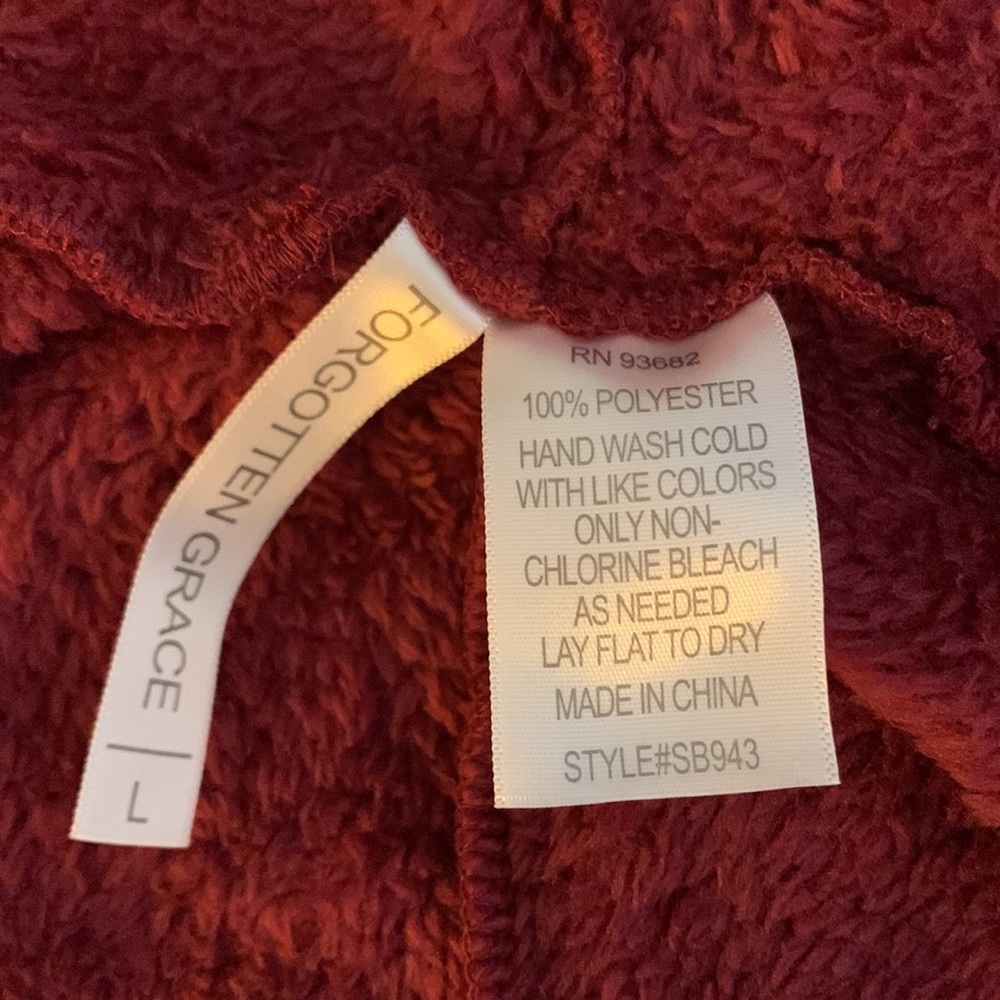 FORGOTTEN GRACE | L
RN 93682
100% POLYESTER
HAND WASH COLD
WITH LIKE COLORS
ONLY NON-
CHLORINE BLEACH
AS NEEDED
LAY FLAT TO DRY
MADE IN CHINA
STYLE#SB943